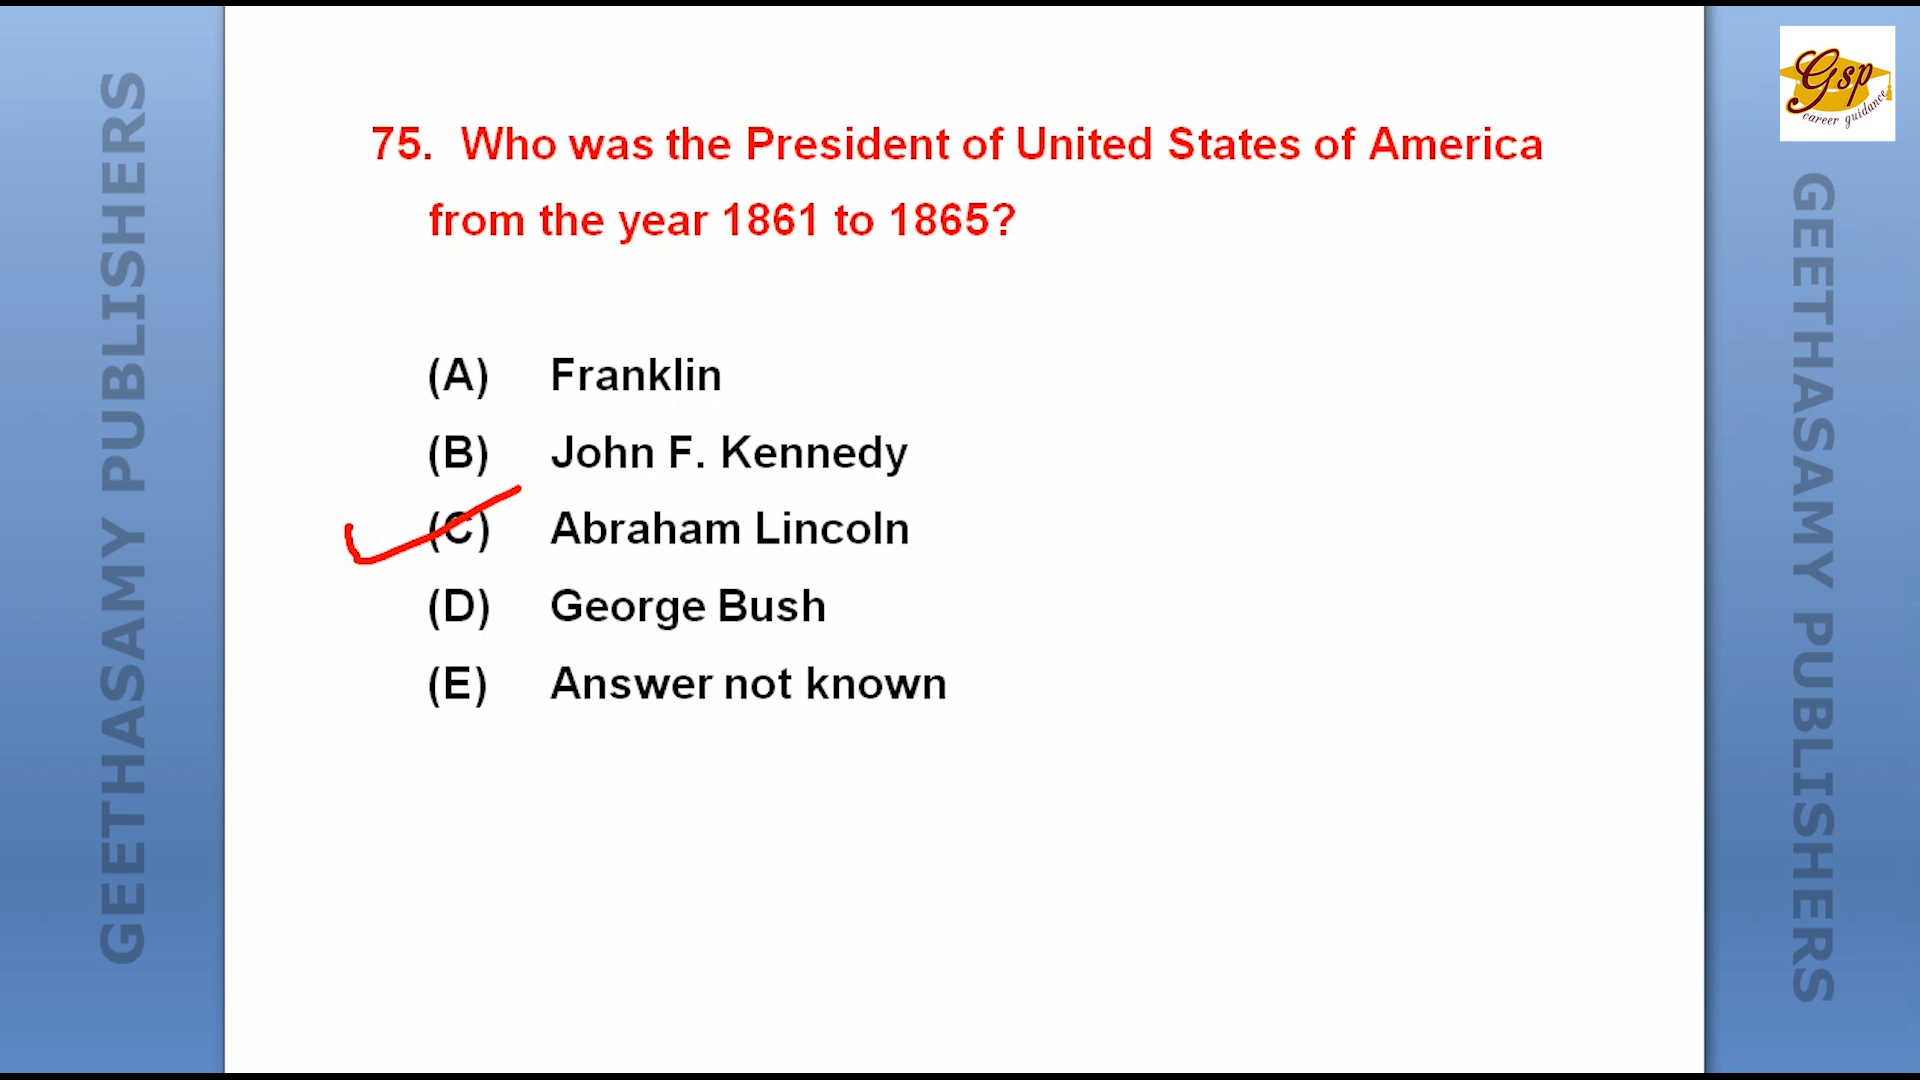 75. Who was the President of United States of America
from the year 1861 to 1865?
(A) Franklin
(B) John F. Kennedy
(C) Abraham Lincoln
(D) George Bush
(E) Answer not known
GEETHASAMY PUBLISHERS
GEETHASAMY PUBLISHERS
Gsp
career guidance